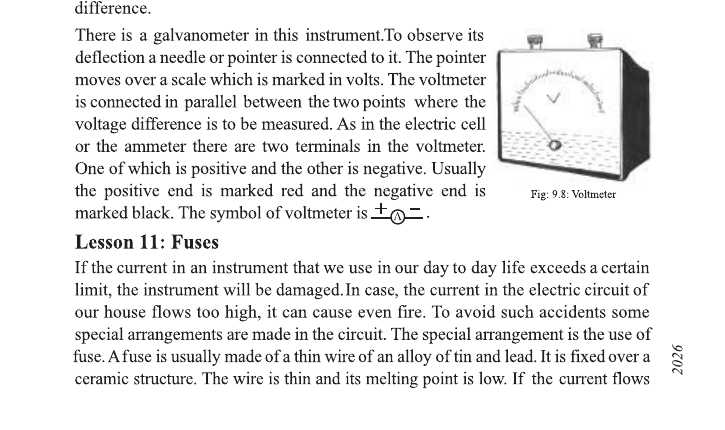 difference.
There is a galvanometer in this instrument.To observe its
deflection a needle or pointer is connected to it. The pointer
moves over a scale which is marked in volts. The voltmeter
is connected in parallel between the two points where the
voltage difference is to be measured. As in the electric cell
or the ammeter there are two terminals in the voltmeter.
One of which is positive and the other is negative. Usually
the positive end is marked red and the negative end is
marked black. The symbol of voltmeter is + V − .
V
Fig: 9.8: Voltmeter
Lesson 11: Fuses
If the current in an instrument that we use in our day to day life exceeds a certain
limit, the instrument will be damaged.In case, the current in the electric circuit of
our house flows too high, it can cause even fire. To avoid such accidents some
special arrangements are made in the circuit. The special arrangement is the use of
fuse. A fuse is usually made of a thin wire of an alloy of tin and lead. It is fixed over a
ceramic structure. The wire is thin and its melting point is low. If the current flows
2026